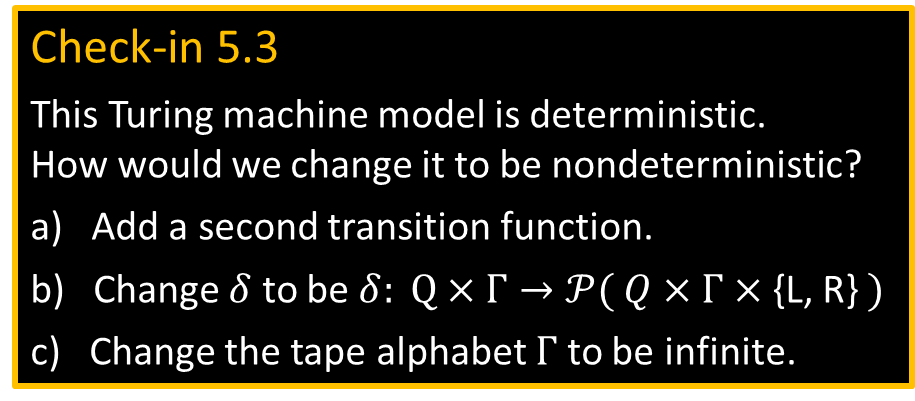 Check-in 5.3
This Turing machine model is deterministic.
How would we change it to be nondeterministic?
a) Add a second transition function.
b) Change 𝛿 to be 𝛿: Q × Γ → 𝒫( 𝑄 × Γ × {L, R} )
c) Change the tape alphabet Γ to be infinite.